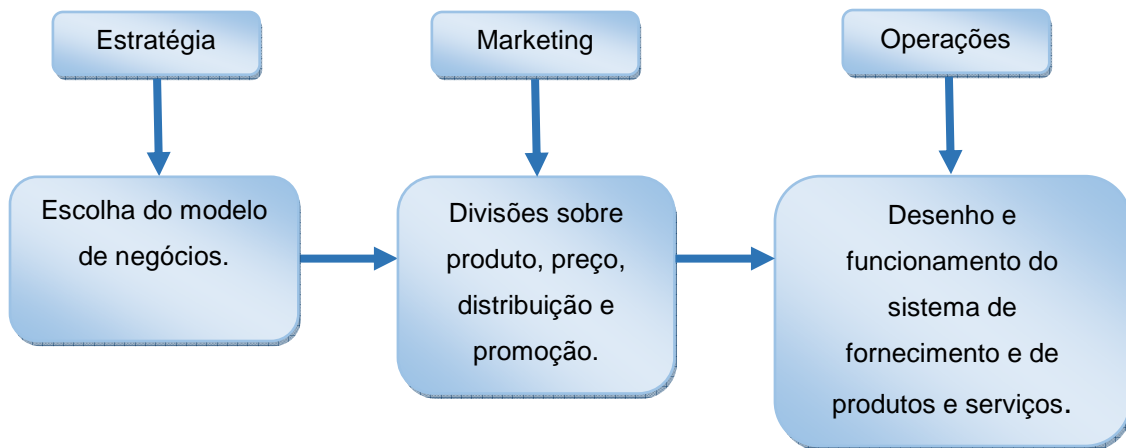 Estratégia
Marketing
Operações
Escolha do modelo
de negócios.
Divisões sobre
produto, preço,
distribuição e
promoção.
Desenho e
funcionamento do
sistema de
fornecimento e de
produtos e serviços.